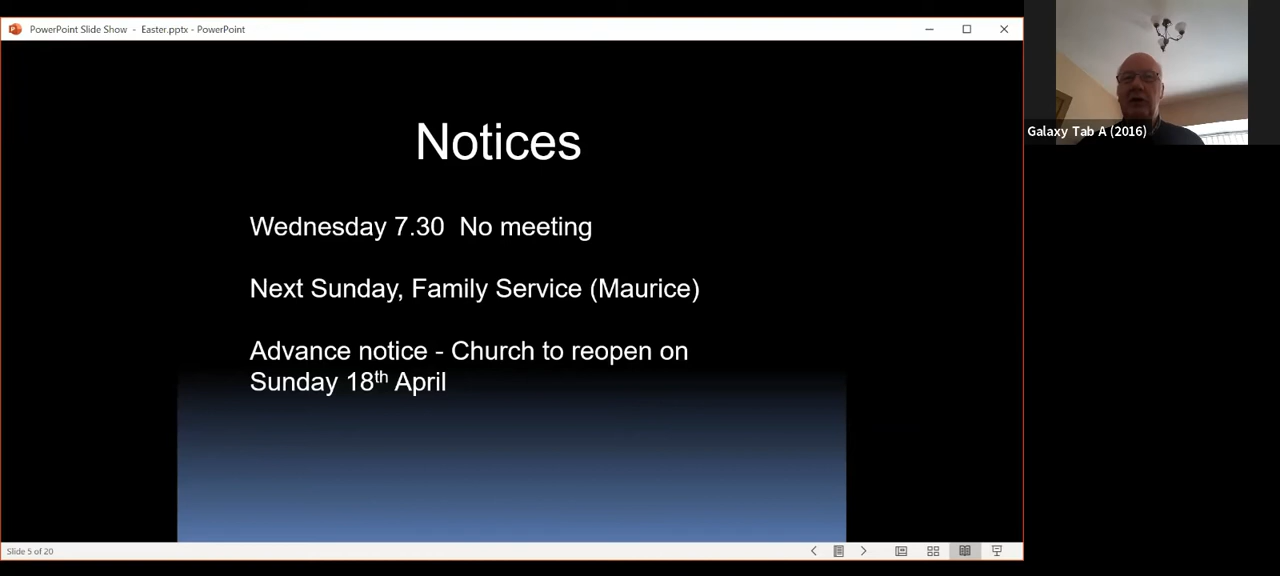 PowerPoint Slide Show - Easter.pptx - PowerPoint
Galaxy Tab A (2016)
Notices
Wednesday 7.30 No meeting
Next Sunday, Family Service (Maurice)
Advance notice - Church to reopen on
Sunday 18th April
Slide 5 of 20